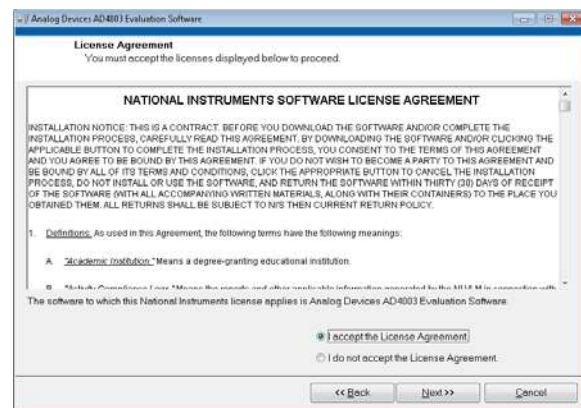 Analog Devices AD4003 Evaluation Software
License Agreement
You must accept the licenses displayed below to proceed.
NATIONAL INSTRUMENTS SOFTWARE LICENSE AGREEMENT
INSTALLATION NOTICE: THIS IS A CONTRACT. BEFORE YOU DOWNLOAD THE SOFTWARE AND/OR COMPLETE THE
INSTALLATION PROCESS, CAREFULLY READ THIS AGREEMENT. BY DOWNLOADING THE SOFTWARE AND/OR CLICKING THE
APPLICABLE BUTTON TO COMPLETE THE INSTALLATION PROCESS, YOU CONSENT TO THE TERMS OF THIS AGREEMENT
AND YOU AGREE TO BE BOUND BY THIS AGREEMENT. IF YOU DO NOT WISH TO BECOME A PARTY TO THIS AGREEMENT AND
BE BOUND BY ALL OF ITS TERMS AND CONDITIONS, CLICK THE APPROPRIATE BUTTON TO CANCEL THE INSTALLATION
PROCESS, DO NOT INSTALL OR USE THE SOFTWARE, AND RETURN THE SOFTWARE WITHIN THIRTY (30) DAYS OF RECEIPT
OF THE SOFTWARE (WITH ALL ACCOMPANYING WRITTEN MATERIALS, ALONG WITH THEIR CONTAINERS) TO THE PLACE YOU
OBTAINED THEM. ALL RETURNS SHALL BE SUBJECT TO NI'S THEN CURRENT RETURN POLICY.
1. Definitions. As used in this Agreement, the following terms have the following meanings:
A. "Academic Institution" Means a degree-granting educational institution.
The software to which this National Instruments license applies is Analog Devices AD4003 Evaluation Software.
I accept the License Agreement.
I do not accept the License Agreement.
<< Back Next >> Cancel